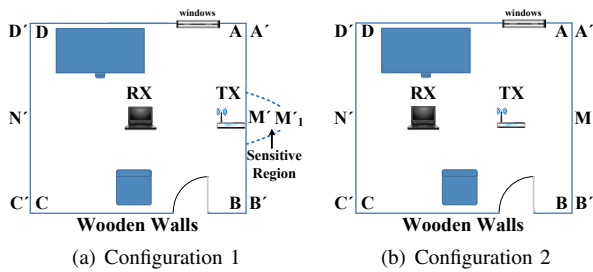 windows
D´ D A A´
RX TX
N´ M´ M´1
Sensitive
Region
C´ C B B´
Wooden Walls
(a) Configuration 1
windows
D´ D A A´
RX TX
N´ M
C´ C B B´
Wooden Walls
(b) Configuration 2